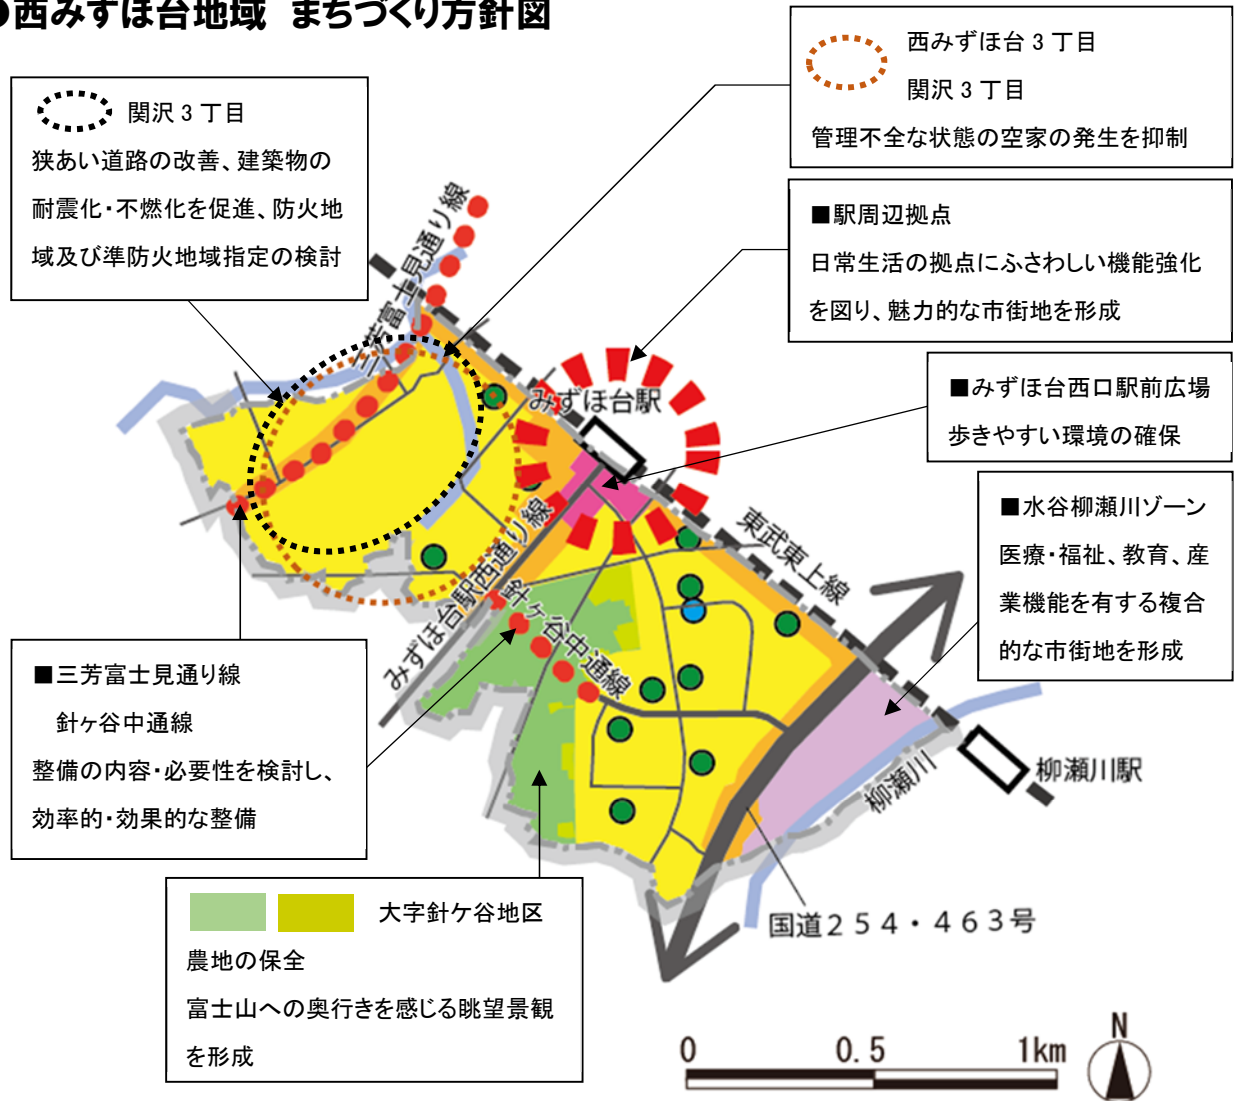 ●西みずほ台地域 まちづくり方針図
西みずほ台3丁目
関沢3丁目
管理不全な状態の空家の発生を抑制
関沢3丁目
狭あい道路の改善、建築物の
耐震化・不燃化を促進、防火地
域及び準防火地域指定の検討
■駅周辺拠点
日常生活の拠点にふさわしい機能強化
を図り、魅力的な市街地を形成
■みずほ台西口駅前広場
歩きやすい環境の確保
■水谷柳瀬川ゾーン
医療・福祉、教育、産
業機能を有する複合
的な市街地を形成
三芳富士見通り線
みずほ台駅
東武東上線
みずほ台駅西通り線
針ヶ谷中通線
柳瀬川
柳瀬川駅
国道254・463号
■三芳富士見通り線
針ヶ谷中通線
整備の内容・必要性を検討し、
効率的・効果的な整備
大字針ケ谷地区
農地の保全
富士山への奥行きを感じる眺望景観
を形成
0 0.5 1km
N